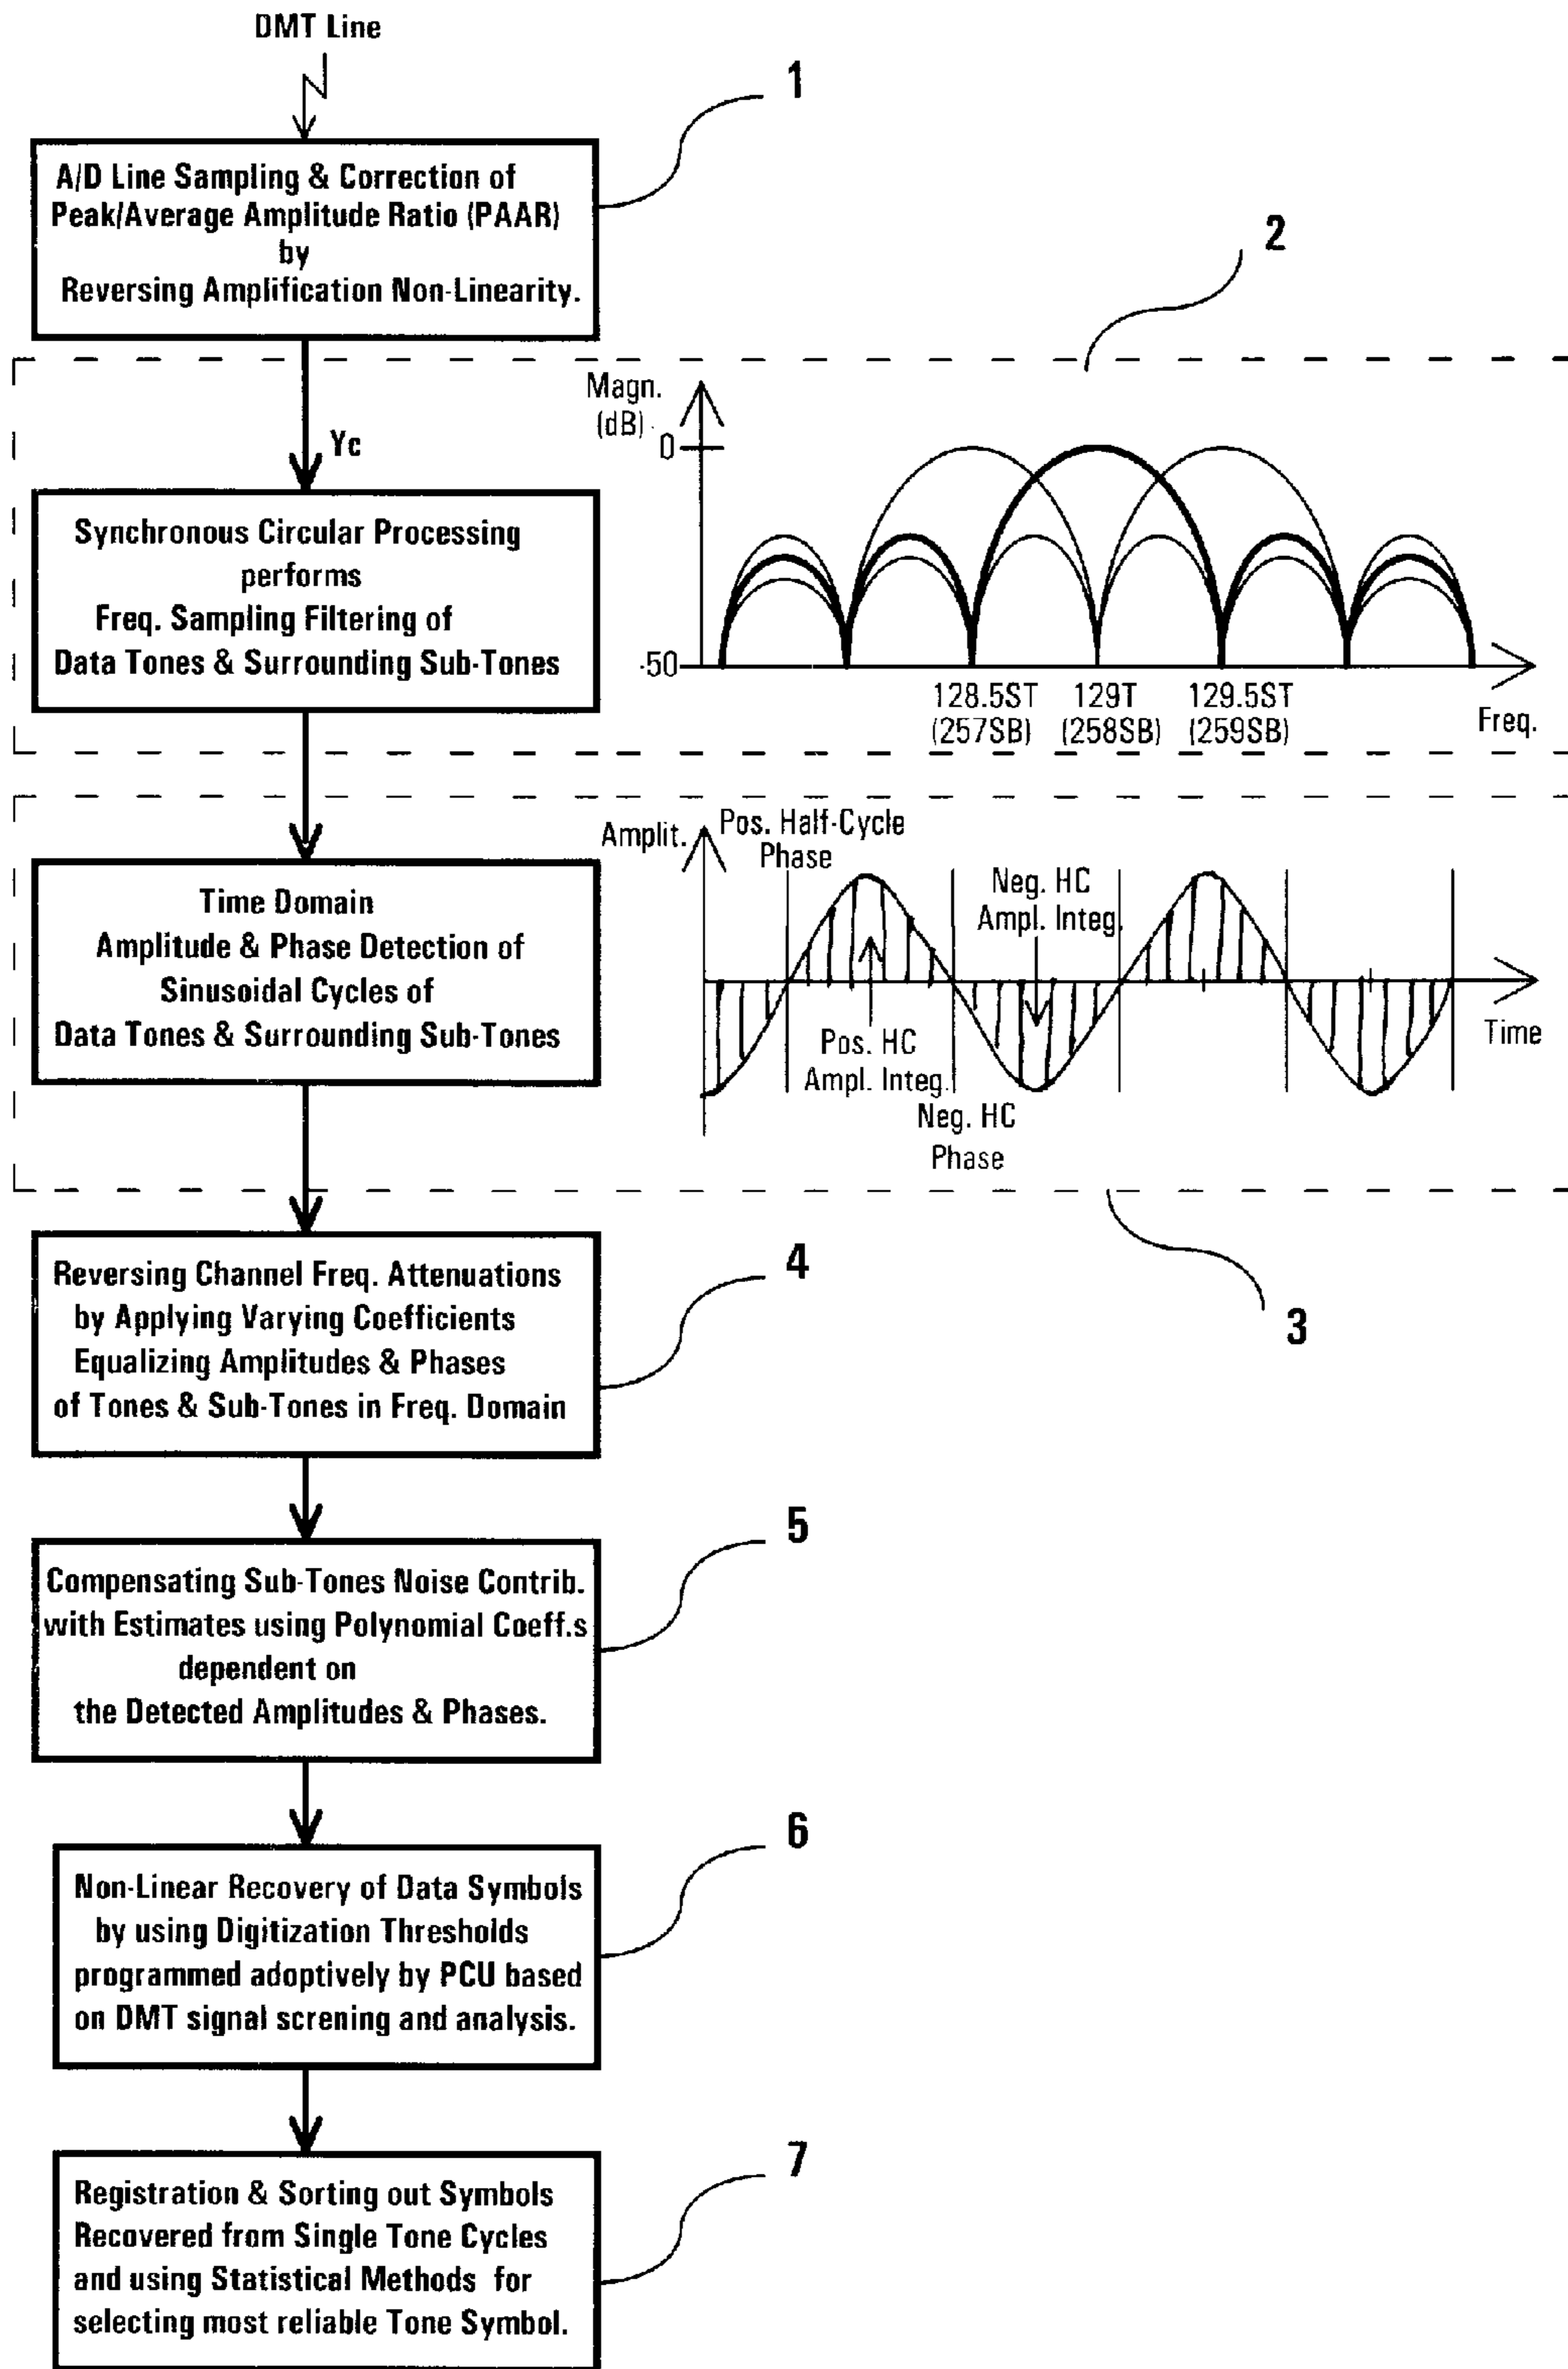 DMT Line
1
A/D Line Sampling & Correction of
Peak/Average Amplitude Ratio (PAAR)
by
Reversing Amplification Non-Linearity.
2
Yc
Synchronous Circular Processing
performs
Freq. Sampling Filtering of
Data Tones & Surrounding Sub-Tones
Magn.
(dB)
0
-50
128.5ST 129T 129.5ST
(257SB) (258SB) (259SB)
Freq.
Time Domain
Amplitude & Phase Detection of
Sinusoidal Cycles of
Data Tones & Surrounding Sub-Tones
Amplit.
Pos. Half-Cycle
Phase
Neg. HC
Ampl. Integ.
Pos. HC
Ampl. Integ.
Neg. HC
Phase
Time
3
Reversing Channel Freq. Attenuations
by Applying Varying Coefficients
Equalizing Amplitudes & Phases
of Tones & Sub-Tones in Freq. Domain
4
Compensating Sub-Tones Noise Contrib.
with Estimates using Polynomial Coeff.s
dependent on
the Detected Amplitudes & Phases.
5
Non-Linear Recovery of Data Symbols
by using Digitization Thresholds
programmed adoptively by PCU based
on DMT signal screning and analysis.
6
Registration & Sorting out Symbols
Recovered from Single Tone Cycles
and using Statistical Methods for
selecting most reliable Tone Symbol.
7